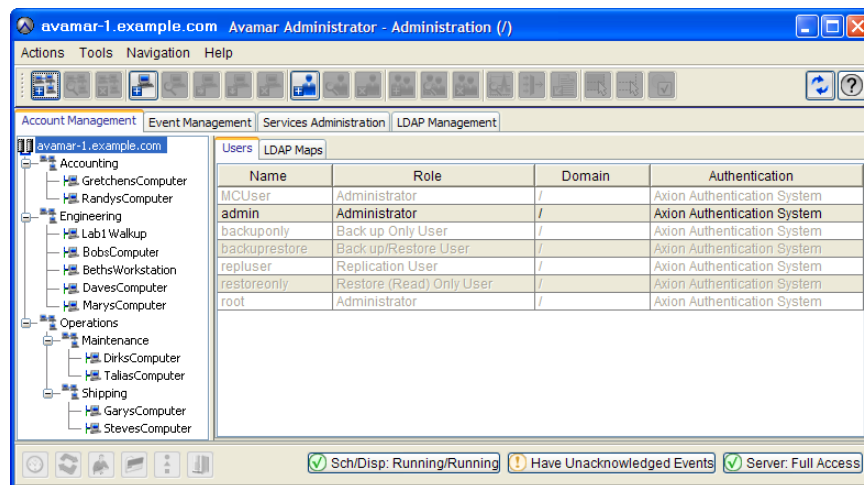 avamar-1.example.com Avamar Administrator - Administration (/)
Actions Tools Navigation Help
Account Management Event Management Services Administration LDAP Management
avamar-1.example.com
Accounting
GretchensComputer
RandysComputer
Engineering
Lab1Walkup
BobsComputer
BethsWorkstation
DavesComputer
MarysComputer
Operations
Maintenance
DirksComputer
TaliasComputer
Shipping
GarysComputer
StevesComputer
Users LDAP Maps
Name Role Domain Authentication
MCUser Administrator / Axion Authentication System
admin Administrator / Axion Authentication System
backuponly Back up Only User / Axion Authentication System
backuprestore Back up/Restore User / Axion Authentication System
repluser Replication User / Axion Authentication System
restoreonly Restore (Read) Only User / Axion Authentication System
root Administrator / Axion Authentication System
Sch/Disp: Running/Running Have Unacknowledged Events Server: Full Access